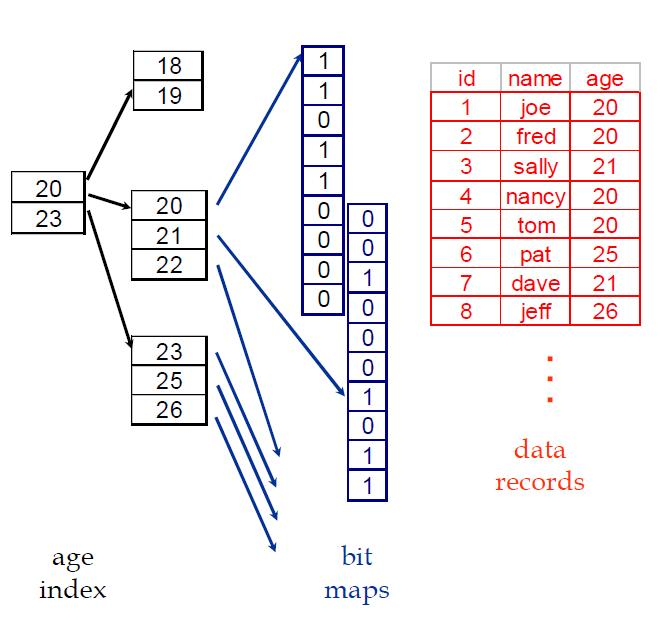 20
23
18
19
20
21
22
23
25
26
age
index
1
1
0
1
1
0
0
0
0
0
0
1
0
0
0
1
0
1
1
bit
maps
id name age
1 joe 20
2 fred 20
3 sally 21
4 nancy 20
5 tom 20
6 pat 25
7 dave 21
8 jeff 26
data
records